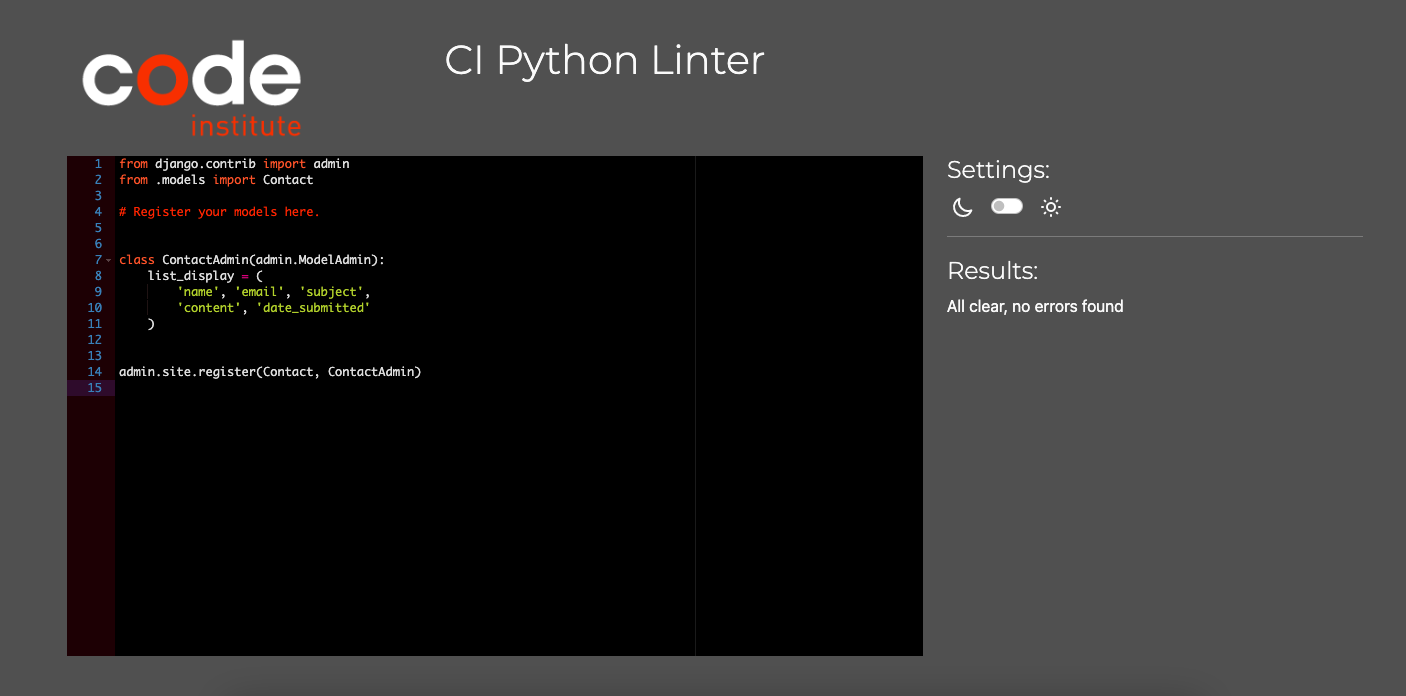 code
institute
CI Python Linter
1 from django.contrib import admin
2 from .models import Contact
3
4 # Register your models here.
5
6
7 class ContactAdmin(admin.ModelAdmin):
8     list_display = (
9         'name', 'email', 'subject',
10         'content', 'date_submitted'
11     )
12
13
14 admin.site.register(Contact, ContactAdmin)
15
Settings:
Results:
All clear, no errors found